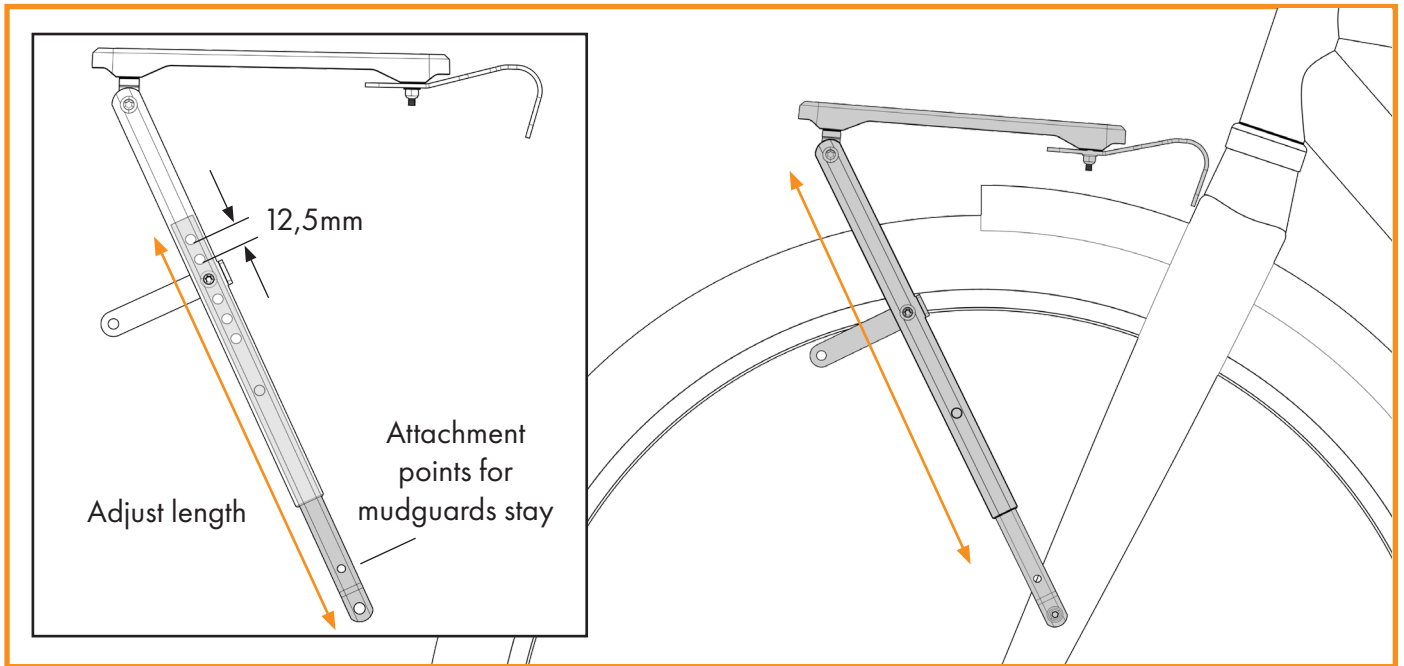 12,5mm
Attachment
points for
mudguards stay
Adjust length